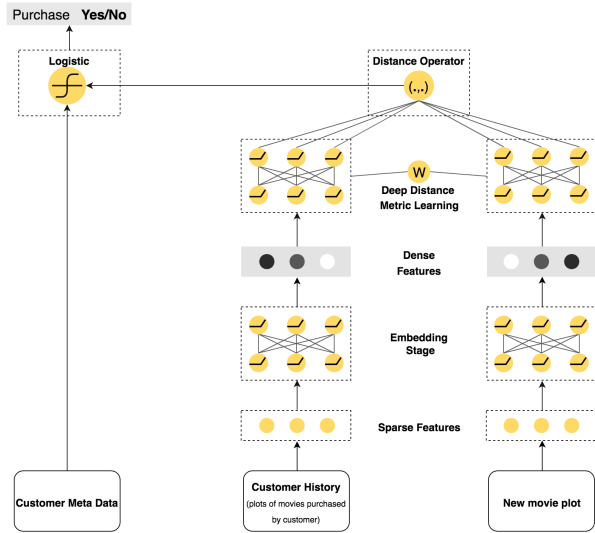 Purchase Yes/No
Logistic
Distance Operator
(.,.)
W
Deep Distance
Metric Learning
Dense
Features
Embedding
Stage
Sparse Features
Customer Meta Data
Customer History
(plots of movies purchased
by customer)
New movie plot